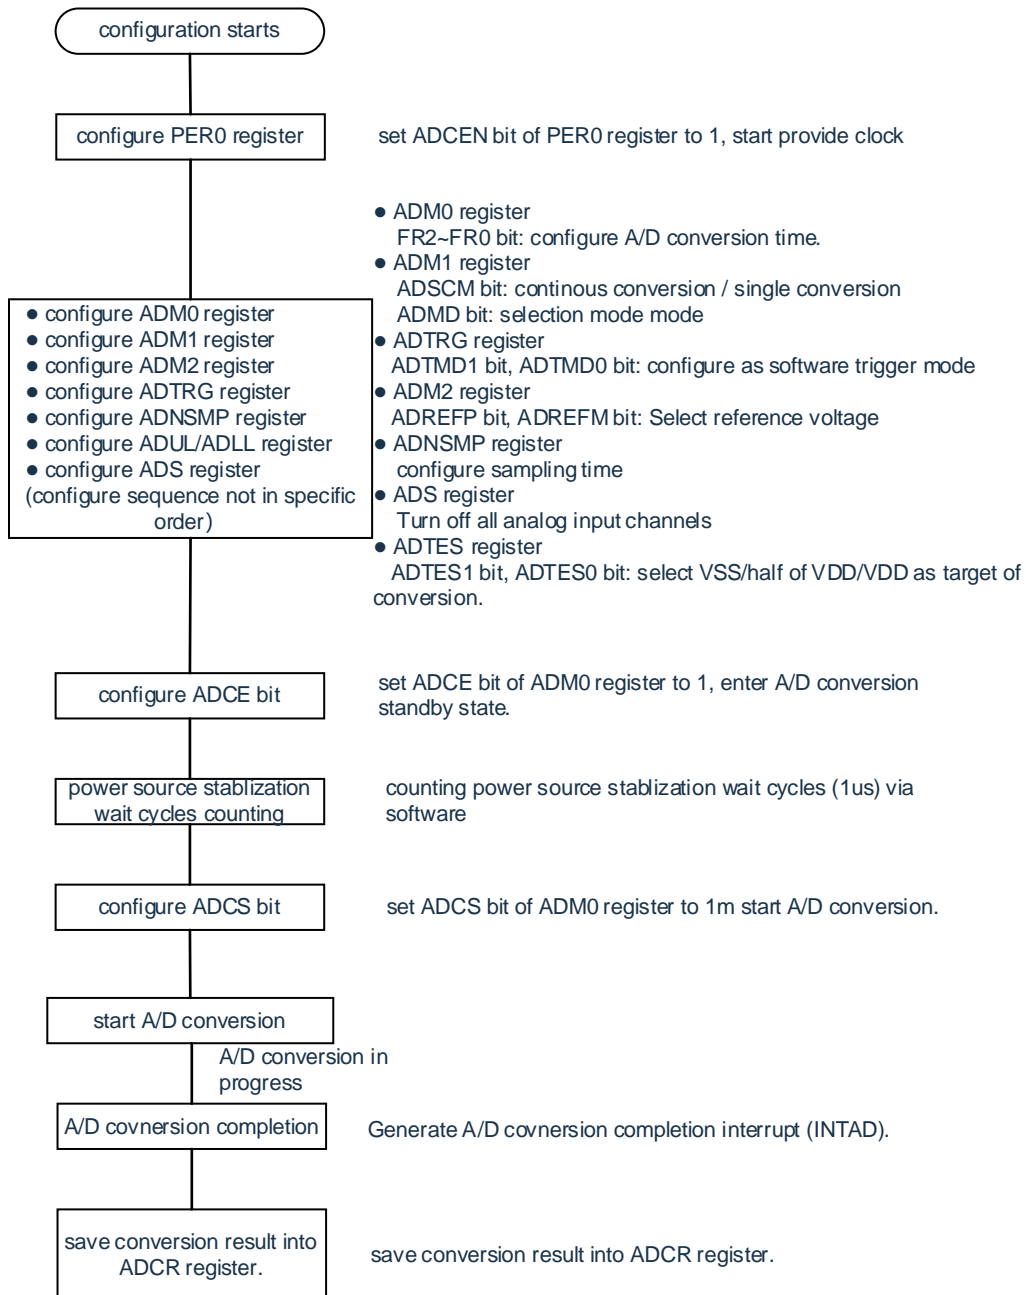 configuration starts
configure PER0 register
set ADCEN bit of PER0 register to 1, start provide clock
● configure ADM0 register
● configure ADM1 register
● configure ADM2 register
● configure ADTRG register
● configure ADNSMP register
● configure ADUL/ADLL register
● configure ADS register
(configure sequence not in specific
order)
● ADM0 register
FR2~FR0 bit: configure A/D conversion time.
● ADM1 register
ADSCM bit: continous conversion / single conversion
ADMD bit: selection mode mode
● ADTRG register
ADTMD1 bit, ADTMD0 bit: configure as software trigger mode
● ADM2 register
ADREFP bit, ADREFM bit: Select reference voltage
● ADNSMP register
configure sampling time
● ADS register
Turn off all analog input channels
● ADTES register
ADTES1 bit, ADTES0 bit: select VSS/half of VDD/VDD as target of
conversion.
configure ADCE bit
set ADCE bit of ADM0 register to 1, enter A/D conversion
standby state.
power source stablization
wait cycles counting
counting power source stablization wait cycles (1us) via
software
configure ADCS bit
set ADCS bit of ADM0 register to 1m start A/D conversion.
start A/D conversion
A/D conversion in
progress
A/D covnersion completion
Generate A/D covnersion completion interrupt (INTAD).
save conversion result into
ADCR register.
save conversion result into ADCR register.